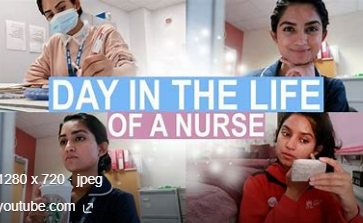 DAY IN THE LIFE
OF A NURSE
1280 x 720 · jpeg
youtube.com